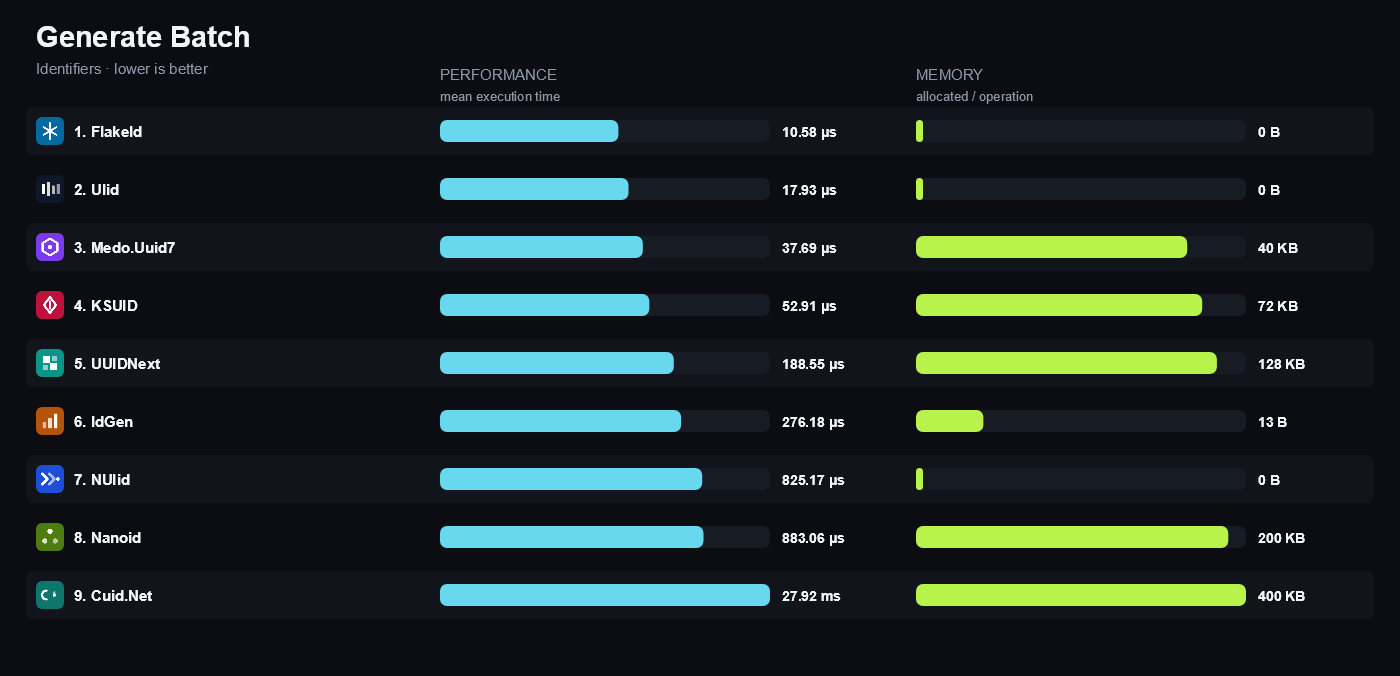 Generate Batch
Identifiers · lower is better
PERFORMANCE
mean execution time
MEMORY
allocated / operation
1. FlakeId 10.58 µs 0 B
2. Ulid 17.93 µs 0 B
3. Medo.Uuid7 37.69 µs 40 KB
4. KSUID 52.91 µs 72 KB
5. UUIDNext 188.55 µs 128 KB
6. IdGen 276.18 µs 13 B
7. NUlid 825.17 µs 0 B
8. Nanoid 883.06 µs 200 KB
9. Cuid.Net 27.92 ms 400 KB